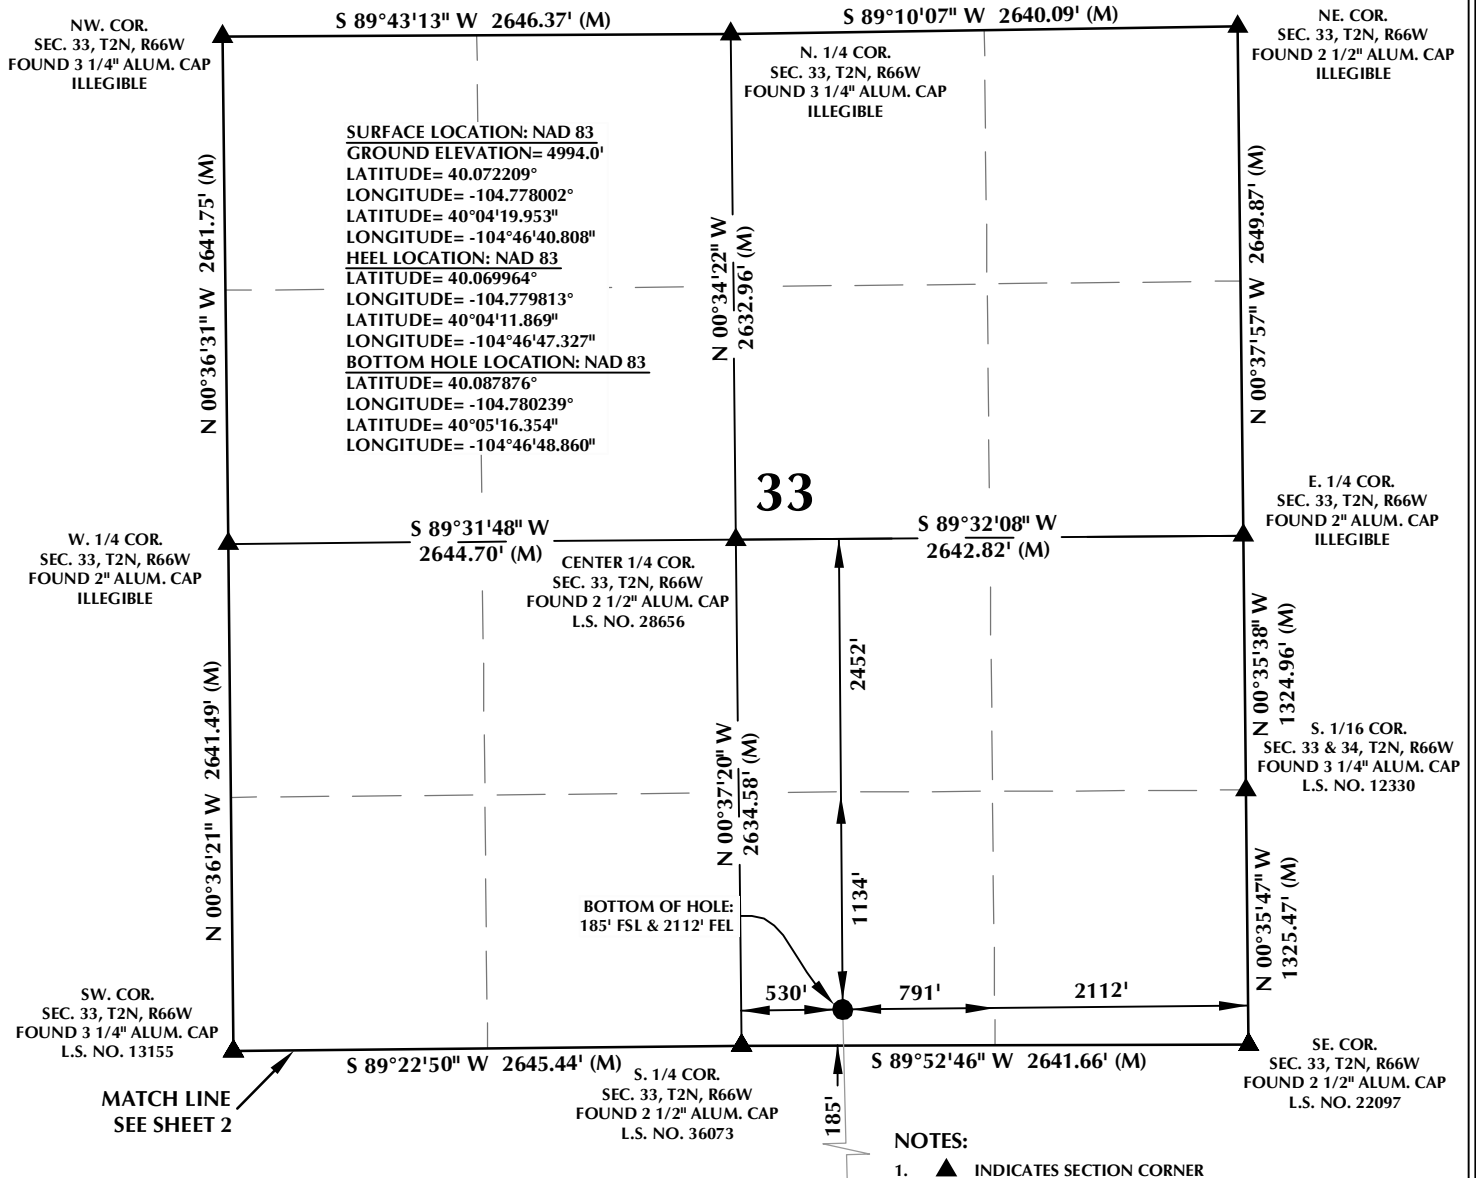 S 89°43'13" W 2646.37' (M)
S 89°10'07" W 2640.09' (M)
NW. COR.
SEC. 33, T2N, R66W
FOUND 3 1/4" ALUM. CAP
ILLEGIBLE
N. 1/4 COR.
SEC. 33, T2N, R66W
FOUND 3 1/4" ALUM. CAP
ILLEGIBLE
NE. COR.
SEC. 33, T2N, R66W
FOUND 2 1/2" ALUM. CAP
ILLEGIBLE
SURFACE LOCATION: NAD 83
GROUND ELEVATION= 4994.0'
LATITUDE= 40.072209°
LONGITUDE= -104.778002°
LATITUDE= 40°04'19.953"
LONGITUDE= -104°46'40.808"
HEEL LOCATION: NAD 83
LATITUDE= 40.069964°
LONGITUDE= -104.779813°
LATITUDE= 40°04'11.869"
LONGITUDE= -104°46'47.327"
BOTTOM HOLE LOCATION: NAD 83
LATITUDE= 40.087876°
LONGITUDE= -104.780239°
LATITUDE= 40°05'16.354"
LONGITUDE= -104°46'48.860"
N 00°36'31" W 2641.75' (M)
N 00°34'22" W
2632.96' (M)
N 00°37'57" W 2649.87' (M)
33
W. 1/4 COR.
SEC. 33, T2N, R66W
FOUND 2" ALUM. CAP
ILLEGIBLE
S 89°31'48" W
2644.70' (M)
CENTER 1/4 COR.
SEC. 33, T2N, R66W
FOUND 2 1/2" ALUM. CAP
L.S. NO. 28656
S 89°32'08" W
2642.82' (M)
E. 1/4 COR.
SEC. 33, T2N, R66W
FOUND 2" ALUM. CAP
ILLEGIBLE
N 00°36'21" W 2641.49' (M)
N 00°37'20" W
2634.58' (M)
2452'
1134'
N 00°35'38" W
1324.96' (M)
S. 1/16 COR.
SEC. 33 & 34, T2N, R66W
FOUND 3 1/4" ALUM. CAP
L.S. NO. 12330
N 00°35'47" W
1325.47' (M)
BOTTOM OF HOLE:
185' FSL & 2112' FEL
530'
791'
2112'
SW. COR.
SEC. 33, T2N, R66W
FOUND 3 1/4" ALUM. CAP
L.S. NO. 13155
S 89°22'50" W 2645.44' (M)
S 89°52'46" W 2641.66' (M)
MATCH LINE
SEE SHEET 2
S. 1/4 COR.
SEC. 33, T2N, R66W
FOUND 2 1/2" ALUM. CAP
L.S. NO. 36073
185'
SE. COR.
SEC. 33, T2N, R66W
FOUND 2 1/2" ALUM. CAP
L.S. NO. 22097
NOTES:
1. ▲ INDICATES SECTION CORNER